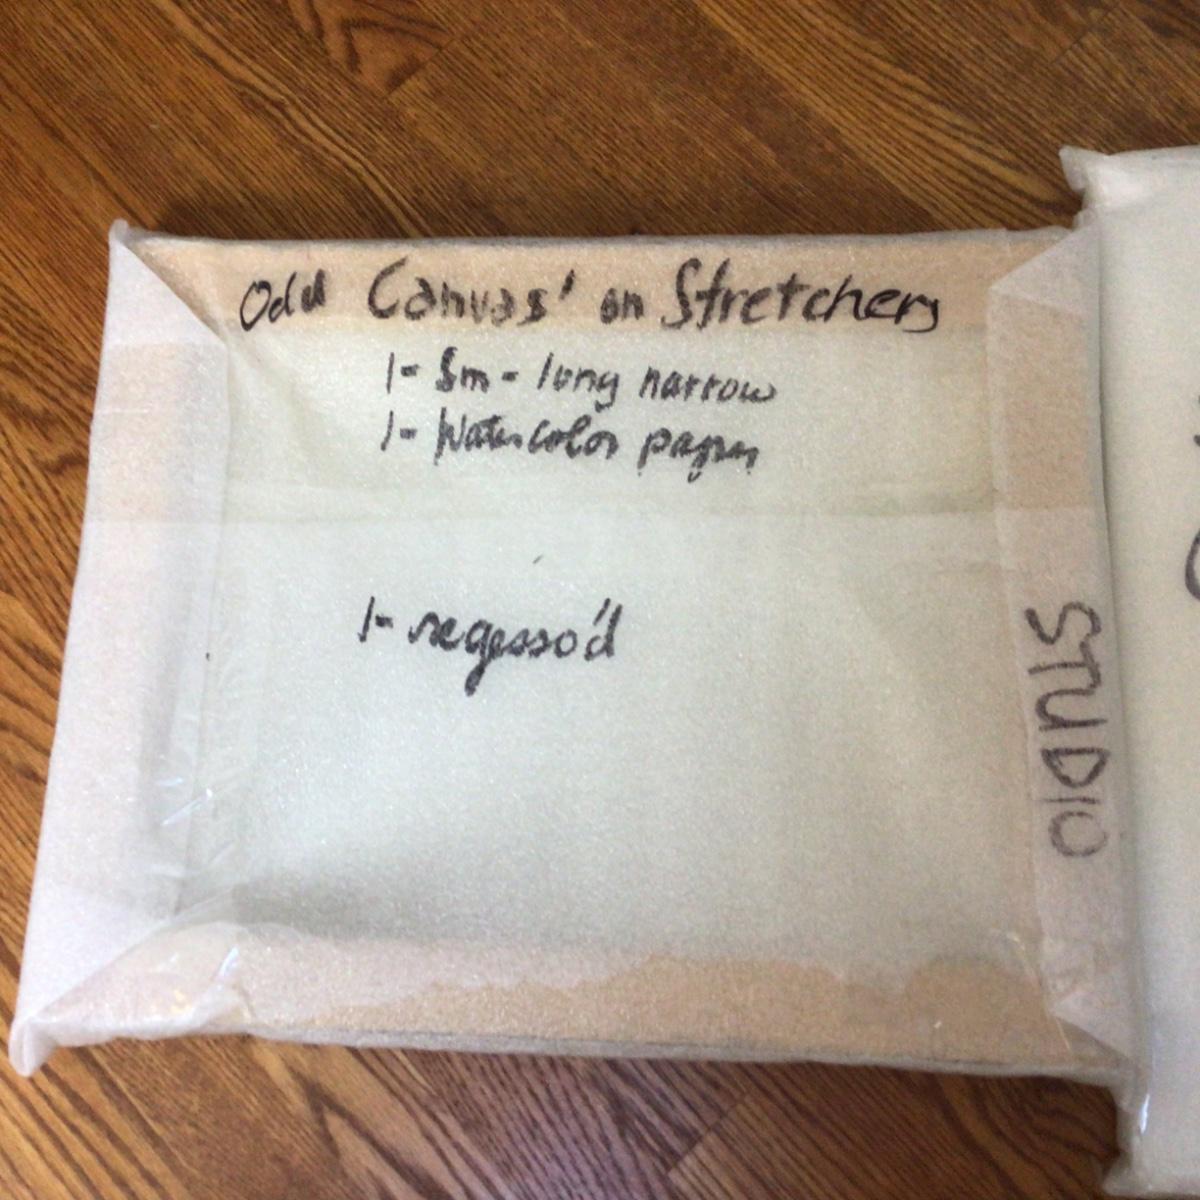 Odd Canvas' on Stretchers
1- Sm - long narrow
1- Watercolor paper
1- regesso'd
STUDIO